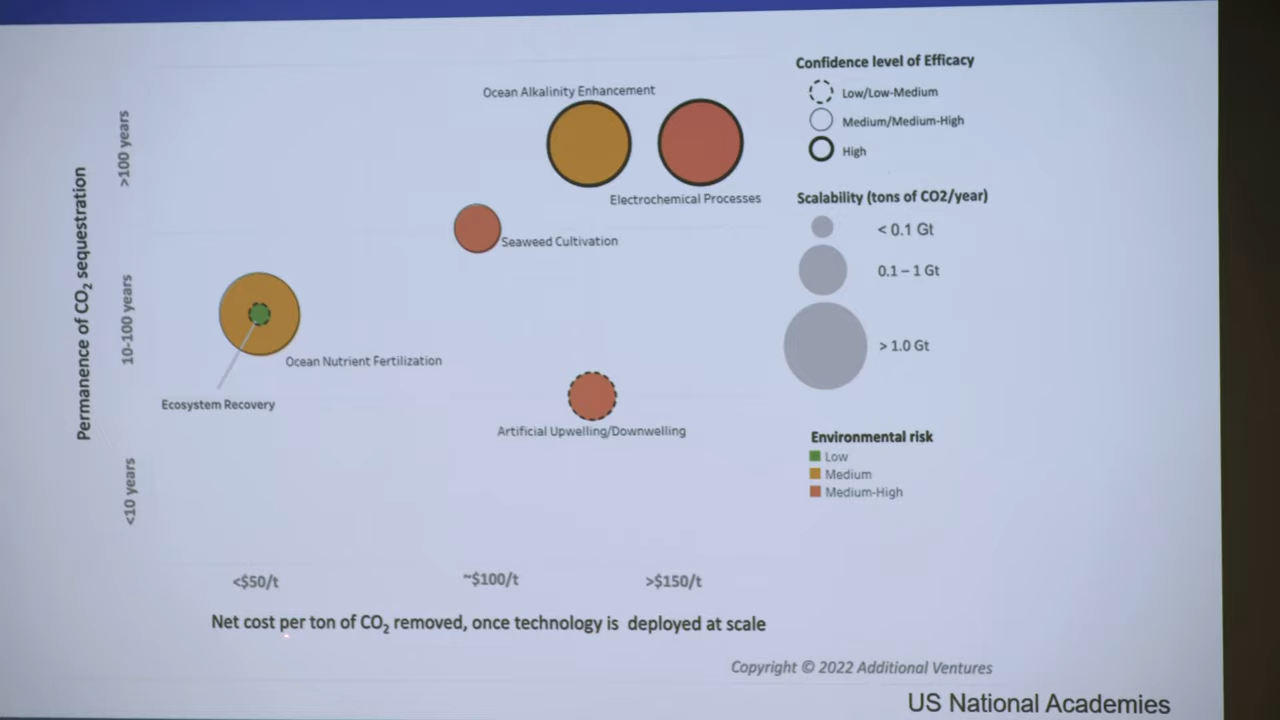 Confidence level of Efficacy
Low/Low-Medium
Medium/Medium-High
High
Scalability (tons of CO2/year)
< 0.1 Gt
0.1 – 1 Gt
> 1.0 Gt
Environmental risk
Low
Medium
Medium-High
Permanence of CO2 sequestration
>100 years
10-100 years
<10 years
Ocean Alkalinity Enhancement
Electrochemical Processes
Seaweed Cultivation
Ocean Nutrient Fertilization
Ecosystem Recovery
Artificial Upwelling/Downwelling
<$50/t
~$100/t
>$150/t
Net cost per ton of CO2 removed, once technology is deployed at scale
Copyright © 2022 Additional Ventures
US National Academies